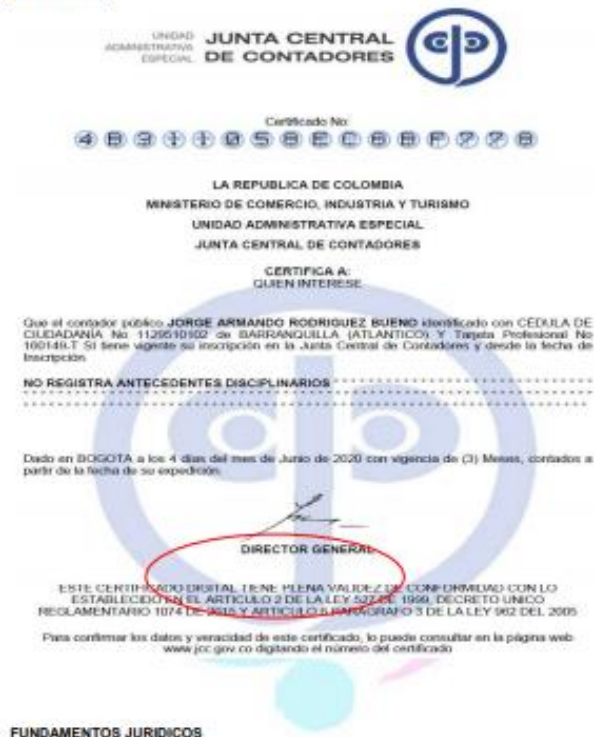 UNIDAD
ADMINISTRATIVA
ESPECIAL
JUNTA CENTRAL
DE CONTADORES
Certificado No:
LA REPUBLICA DE COLOMBIA
MINISTERIO DE COMERCIO, INDUSTRIA Y TURISMO
UNIDAD ADMINISTRATIVA ESPECIAL
JUNTA CENTRAL DE CONTADORES
CERTIFICA A:
QUIEN INTERESE
Que el contador público JORGE ARMANDO RODRIGUEZ BUENO identificado con CÉDULA DE
CIUDADANÍA No 1129510102 de BARRANQUILLA (ATLANTICO) Y Tarjeta Profesional No
100149-T SI tiene vigente su inscripción en la Junta Central de Contadores y desde la fecha de
Inscripción.
NO REGISTRA ANTECEDENTES DISCIPLINARIOS
Dado en BOGOTA a los 4 días del mes de Junio de 2020 con vigencia de (3) Meses, contados a
partir de la fecha de su expedición.
DIRECTOR GENERAL
ESTE CERTIFICADO DIGITAL TIENE PLENA VALIDEZ DE CONFORMIDAD CON LO
ESTABLECIDO EN EL ARTICULO 2 DE LA LEY 527 DE 1999, DECRETO UNICO
REGLAMENTARIO 1074 DE 2015 Y ARTICULO 6 PARAGRAFO 3 DE LA LEY 962 DEL 2005
Para confirmar los datos y veracidad de este certificado, lo puede consultar en la página web
www.jcc.gov.co digitando el número del certificado
FUNDAMENTOS JURIDICOS